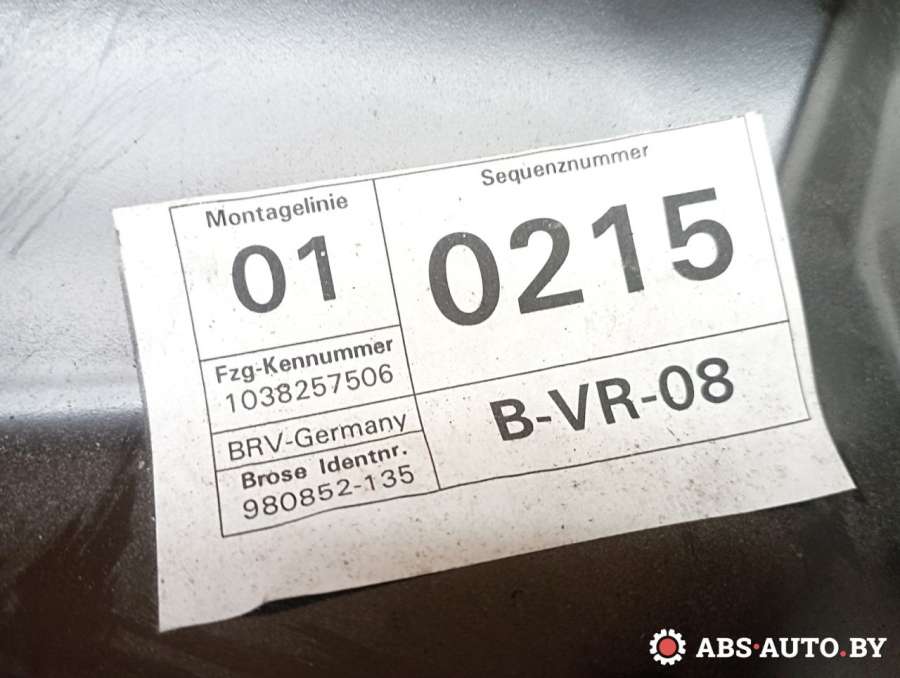 Montagelinie
01
Sequenznummer
0215
Fzg-Kennummer
1038257506
BRV-Germany
Brose Identnr.
980852-135
B-VR-08
ABS·AUTO.BY